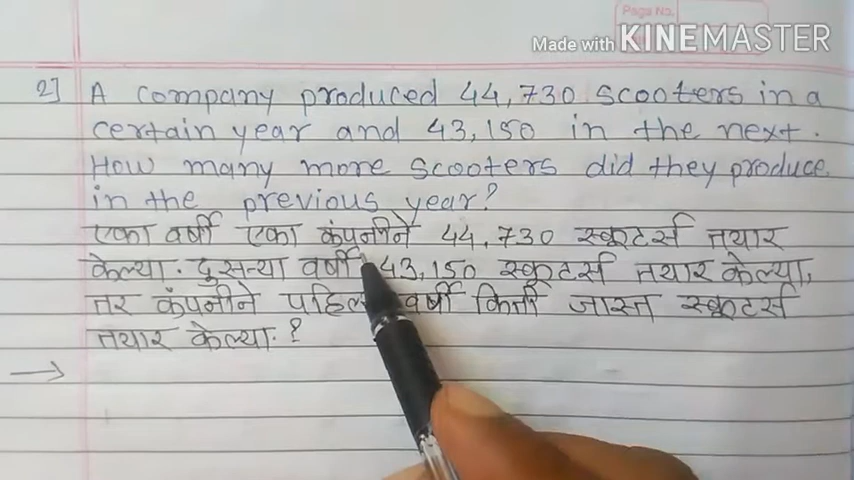 Page No.
Made with KINEMASTER
2] A company produced 44,730 scooters in a
certain year and 43,150 in the next.
How many more scooters did they produce
in the previous year?
एका वर्षी एका कंपनीने 44,730 स्कूटर्स तयार
केल्या. दुसऱ्या वर्षी 43,150 स्कूटर्स तयार केल्या,
तर कंपनीने वर्षी किती जास्त स्कूटर्स
तयार केल्या.?